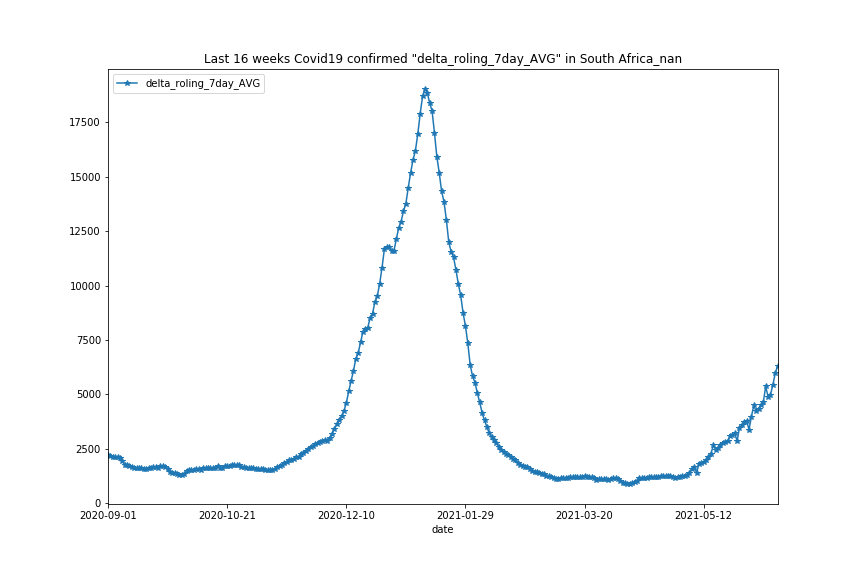 Last 16 weeks Covid19 confirmed "delta_roling_7day_AVG" in South Africa_nan
delta_roling_7day_AVG
17500
15000
12500
10000
7500
5000
2500
0
2020-09-01 2020-10-21 2020-12-10 2021-01-29 2021-03-20 2021-05-12
date